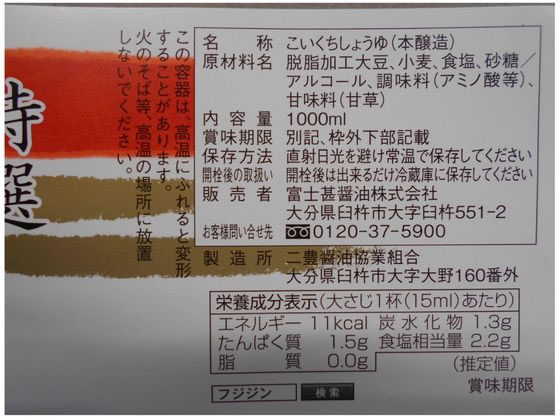 特選
この容器は、高温にふれると変形
することがあります。
火のそば等、高温の場所に放置
しないでください。
名称 こいくちしょうゆ(本醸造)
原材料名 脱脂加工大豆、小麦、食塩、砂糖/
アルコール、調味料(アミノ酸等)、
甘味料(甘草)
内容量 1000ml
賞味期限 別記、枠外下部記載
保存方法 直射日光を避け常温で保存してください
開栓後の取扱い 開栓後は出来るだけ冷蔵庫に保存してください
販売者 富士甚醤油株式会社
大分県臼杵市大字臼杵551-2
お客様問い合せ先 0120-37-5900
製造所 二豊醤油協業組合
大分県臼杵市大字大野160番外
栄養成分表示(大さじ1杯(15ml)あたり)
エネルギー 11kcal 炭水化物 1.3g
たんぱく質 1.5g 食塩相当量 2.2g
脂質 0.0g (推定値)
フジジン 検索
賞味期限